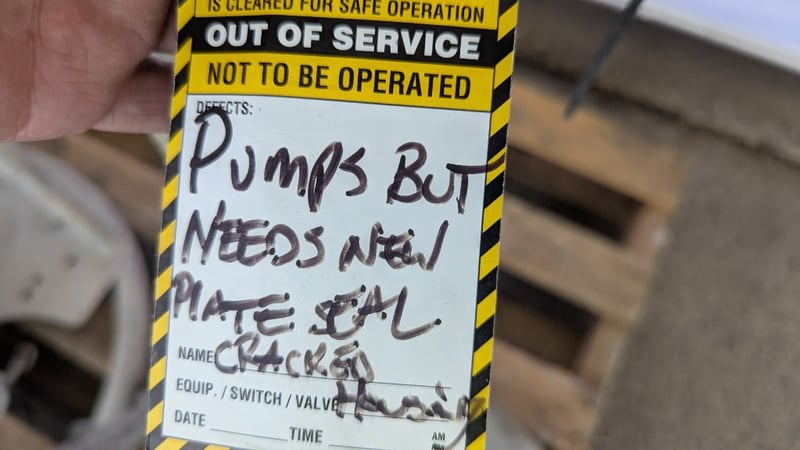 IS CLEARED FOR SAFE OPERATION
OUT OF SERVICE
NOT TO BE OPERATED
DEFECTS:
PUMPS BUT
NEEDS NEW
PLATE SEAL
NAME CRACKED
EQUIP. / SWITCH / VALVE Housing
DATE TIME AM